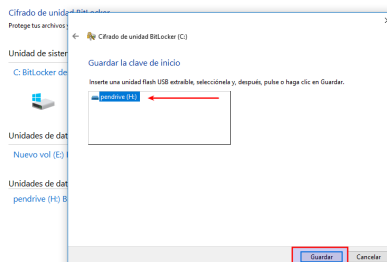 Cifrado de unidad BitLocker
Protege tus archivos
Cifrado de unidad BitLocker (C:)
Unidad de sister
Guardar la clave de inicio
C: BitLocker de
Inserte una unidad flash USB extraíble, selecciónela y, después, pulse o haga clic en Guardar.
pendrive (H:)
Unidades de dat
Nuevo vol (E:)
Unidades de dat
pendrive (H:) B
Guardar
Cancelar